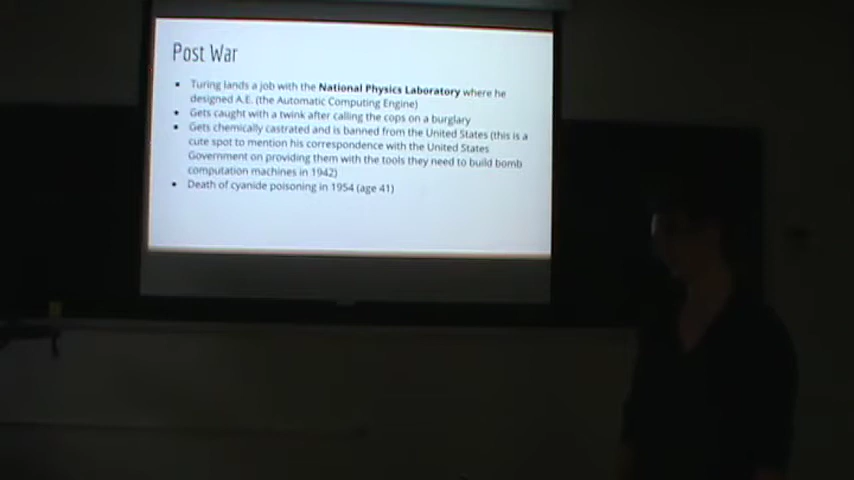 Post War
• Turing lands a job with the National Physics Laboratory where he
designed A.E. (the Automatic Computing Engine)
• Gets caught with a twink after calling the cops on a burglary
• Gets chemically castrated and is banned from the United States (this is a
cute spot to mention his correspondence with the United States
Government on providing them with the tools they need to build bomb
computation machines in 1942)
• Death of cyanide poisoning in 1954 (age 41)